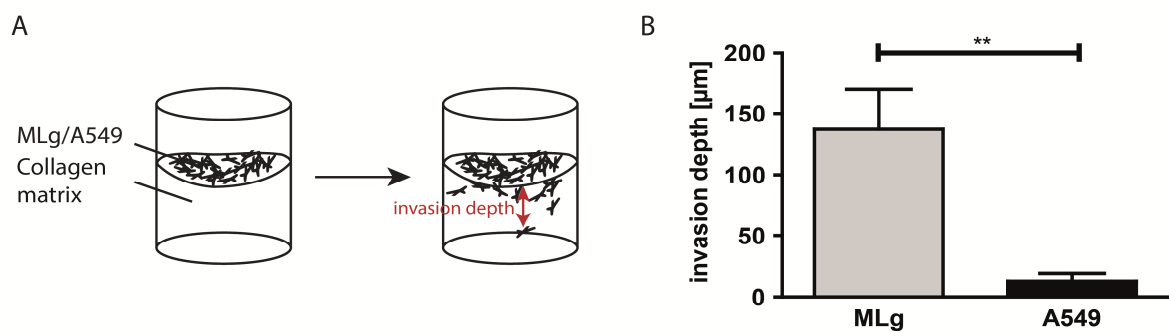 A
MLg/A549
Collagen
matrix
invasion depth
B
**
invasion depth [µm]
200
150
100
50
0
MLg
A549